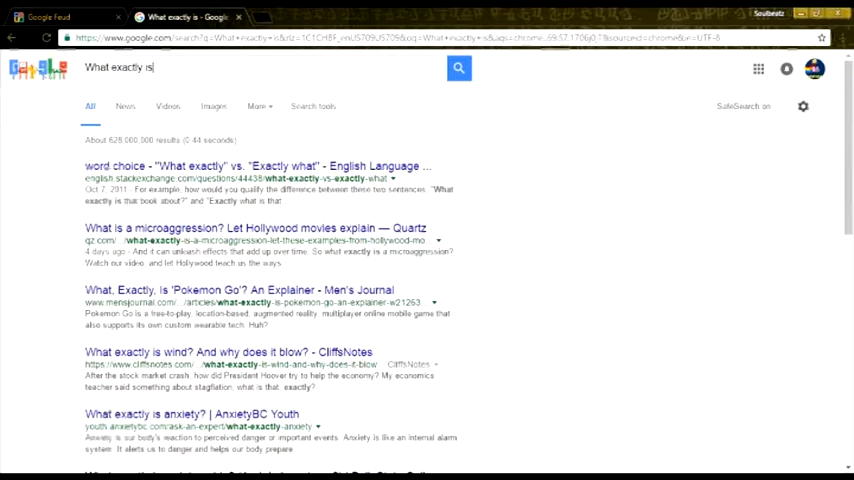 Google Feud
What exactly is - Google
Soulbeatz
What exactly is
All News Videos Images More Search tools SafeSearch on
About 625,000,000 results (0.44 seconds)
word choice - "What exactly" vs. "Exactly what" - English Language ...
english.stackexchange.com/questions/44438/what-exactly-vs-exactly-what
Oct 7, 2011 - For example, how would you qualify the difference between these two sentences. "What
exactly is that book about?" and "Exactly what is that
What is a microaggression? Let Hollywood movies explain — Quartz
qz.com/.../what-exactly-is-a-microaggression-let-these-examples-from-hollywood-mo
4 days ago - And it can unleash effects that add up over time. So what exactly is a microaggression?
Watch our video, and let Hollywood teach us the ways.
What, Exactly, Is 'Pokemon Go'? An Explainer - Men's Journal
www.mensjournal.com/.../articles/what-exactly-is-pokemon-go-an-explainer-w21263
Pokemon Go is a free-to-play, location-based, augmented reality, multiplayer online mobile game that
also supports its own custom wearable tech. Huh?
What exactly is wind? And why does it blow? - CliffsNotes
https://www.cliffsnotes.com/.../what-exactly-is-wind-and-why-does-it-blow CliffsNotes
After the stock market crash, how did President Hoover try to help the economy? My economics
teacher said something about stagflation, what is that, exactly?
What exactly is anxiety? | AnxietyBC Youth
youth.anxietybc.com/ask-an-expert/what-exactly-anxiety
Anxiety is our body's reaction to perceived danger or important events. Anxiety is like an internal alarm
system. It alerts us to danger and helps our body prepare